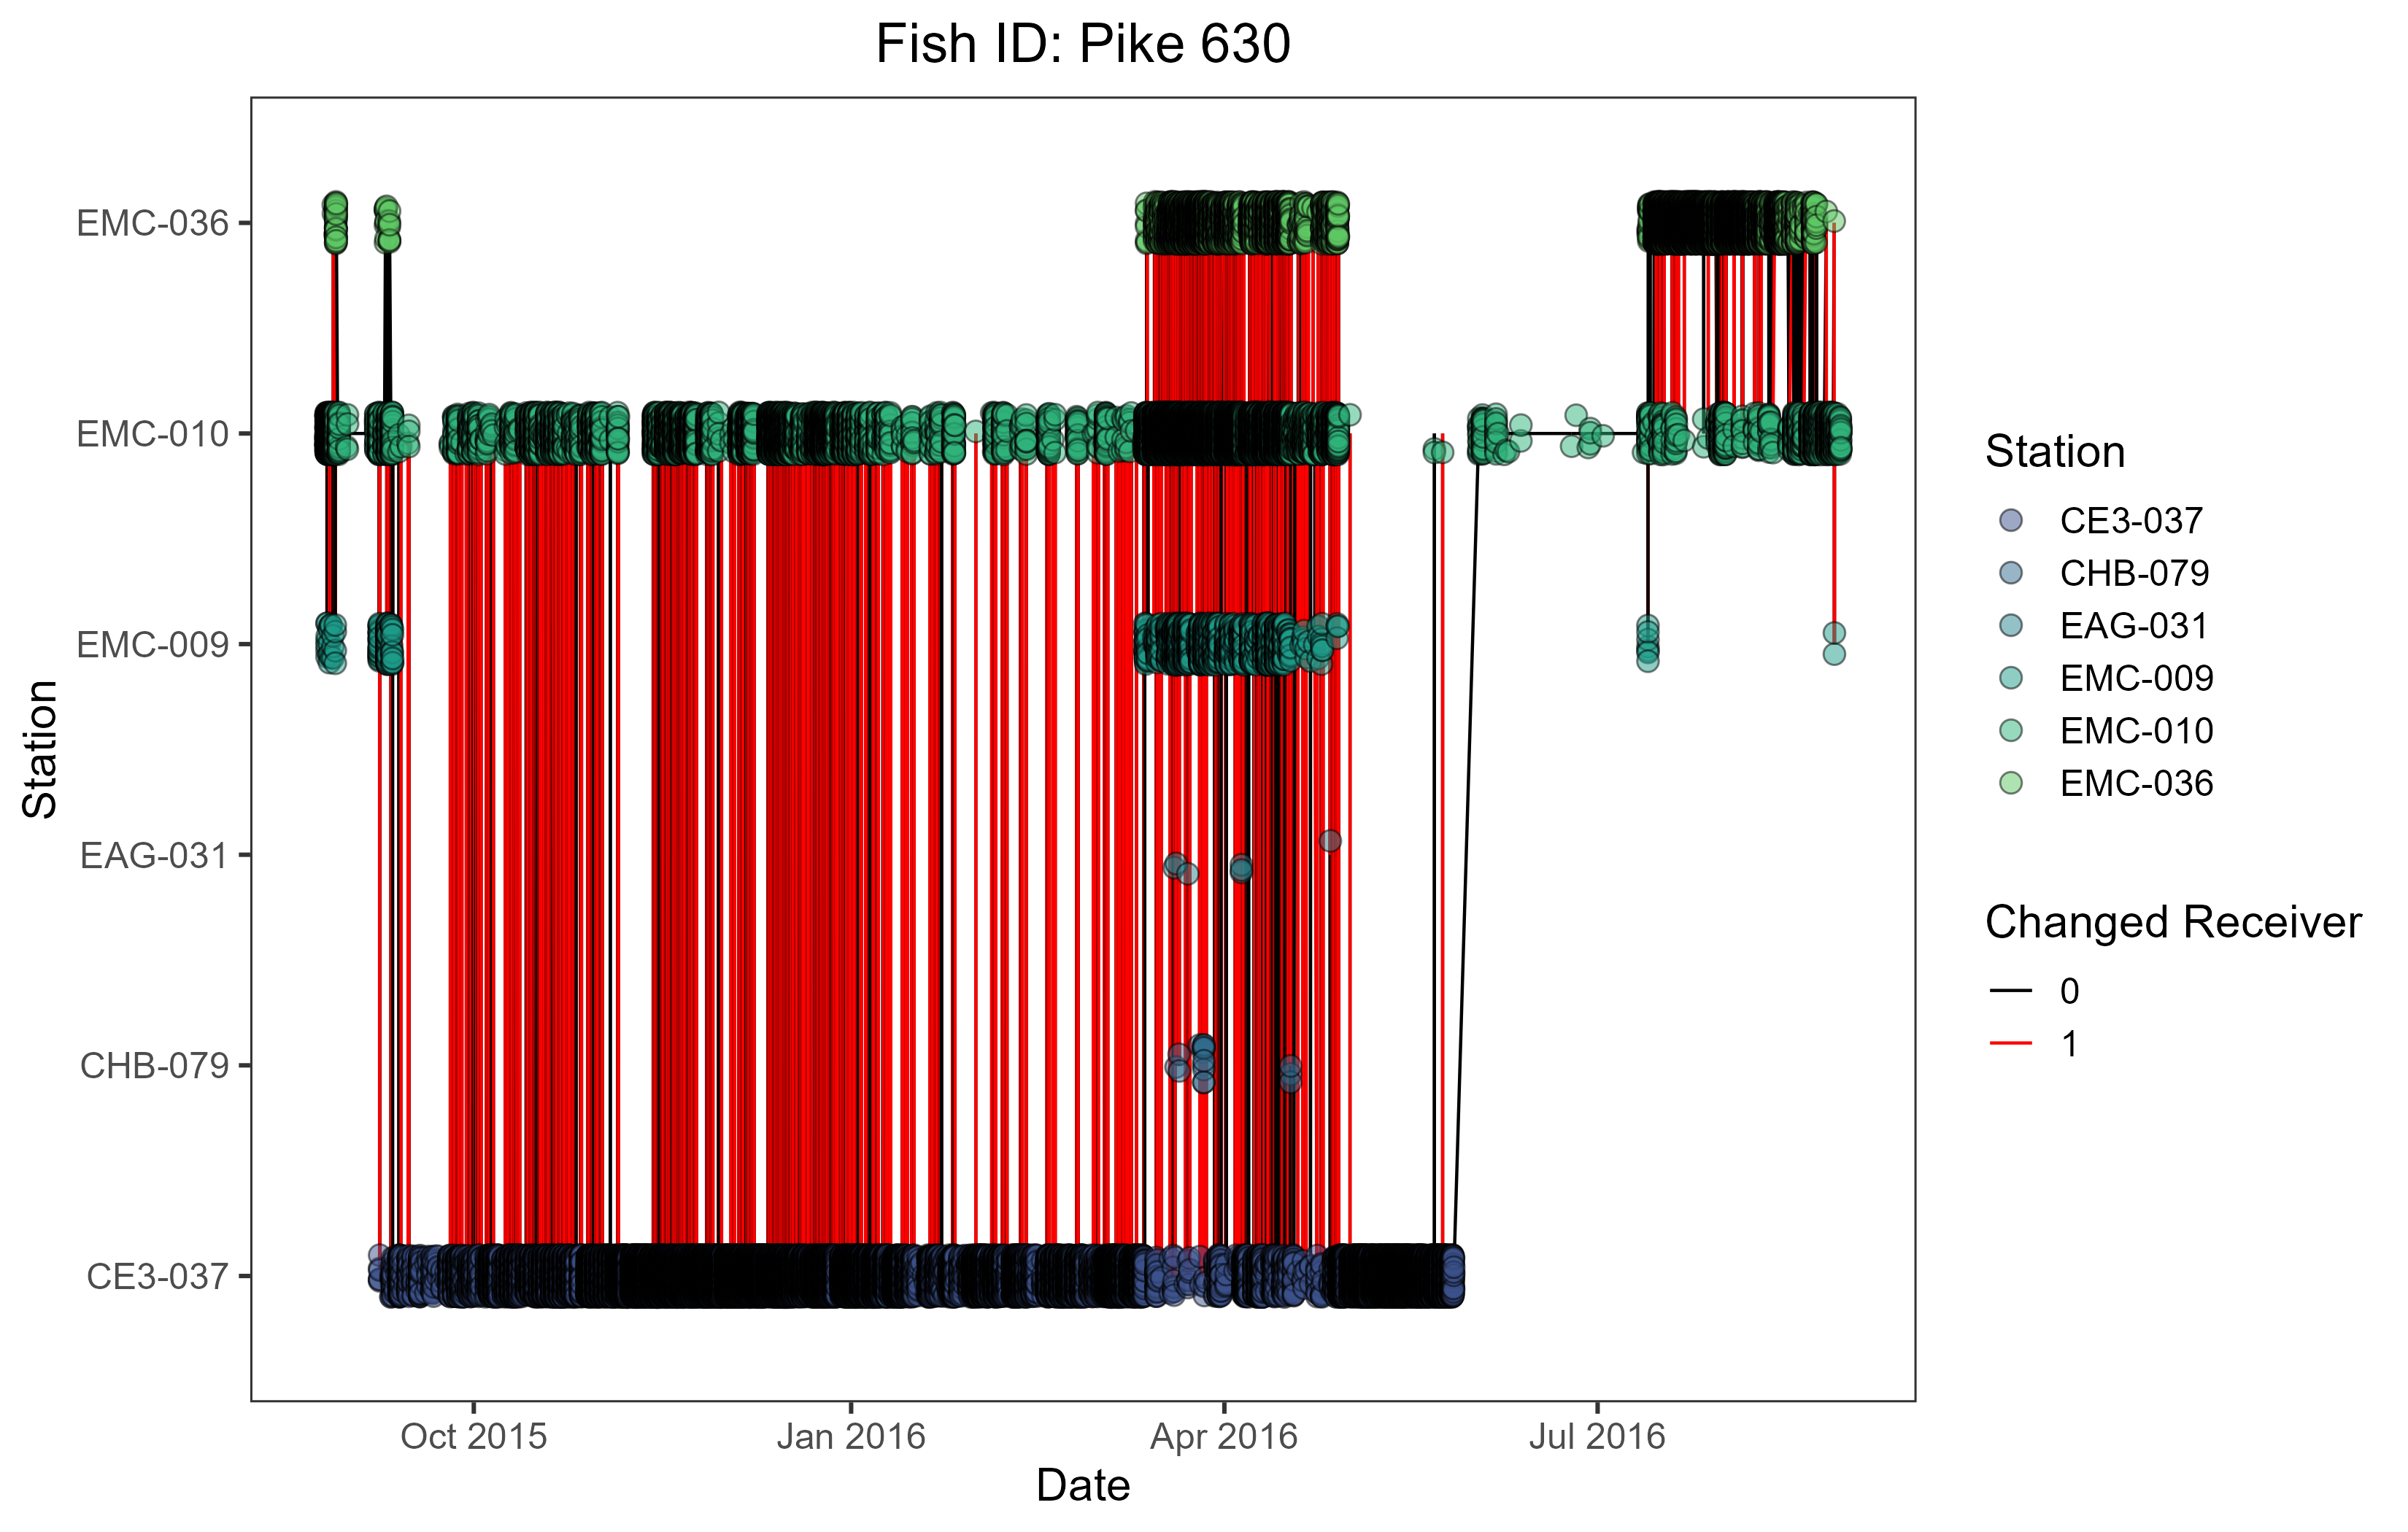 Fish ID: Pike 630
Station
EMC-036
EMC-010
EMC-009
EAG-031
CHB-079
CE3-037
Oct 2015
Jan 2016
Apr 2016
Jul 2016
Date
Station
CE3-037
CHB-079
EAG-031
EMC-009
EMC-010
EMC-036
Changed Receiver
0
1